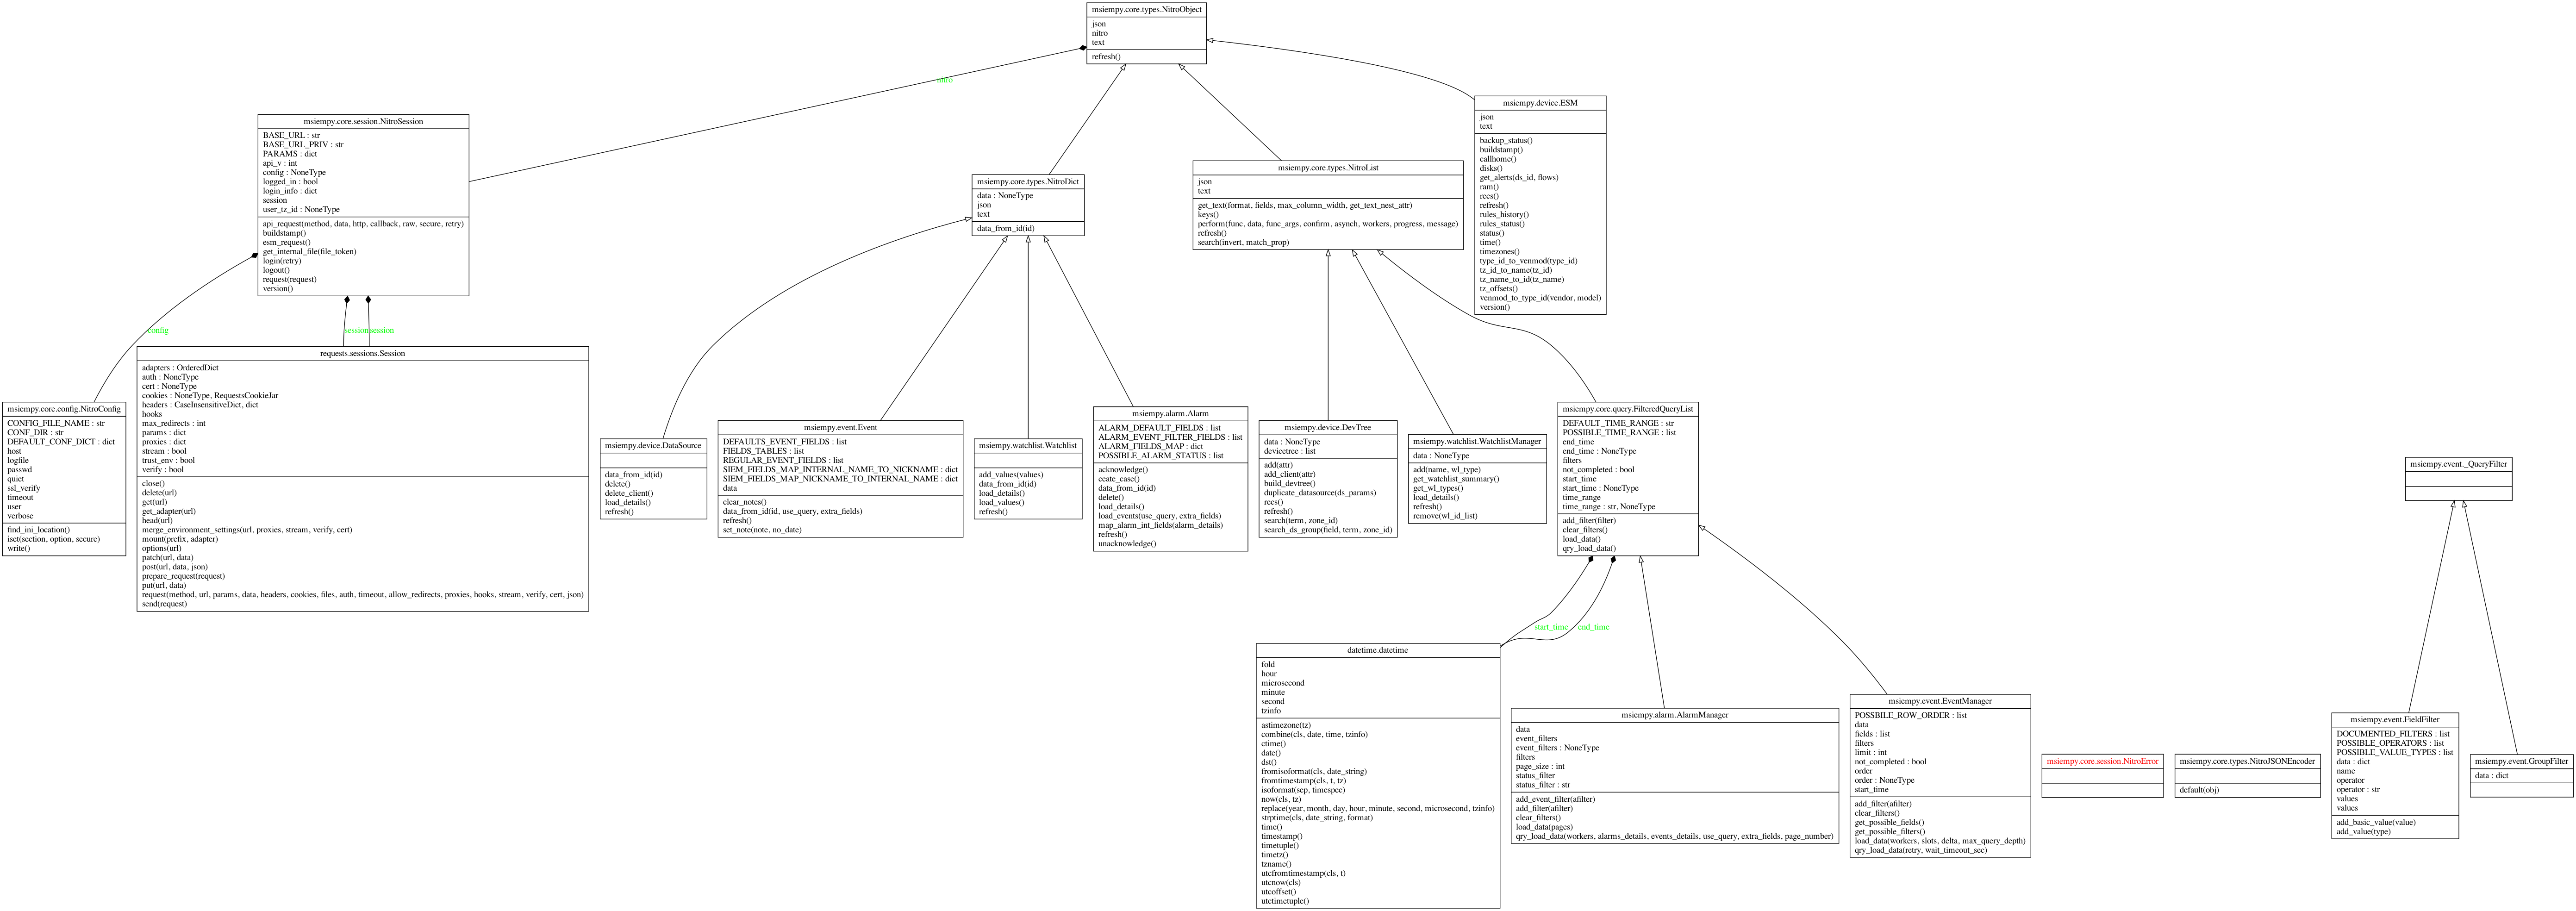 msiempy.core.types.NitroObject
json
nitro
text
refresh()
nitro
msiempy.core.session.NitroSession
BASE_URL : str
BASE_URL_PRIV : str
PARAMS : dict
api_v : int
config : NoneType
logged_in : bool
login_info : dict
session
user_tz_id : NoneType
api_request(method, data, http, callback, raw, secure, retry)
buildstamp()
esm_request()
get_internal_file(file_token)
login(retry)
logout()
request(request)
version()
msiempy.core.types.NitroDict
data : NoneType
json
text
data_from_id(id)
msiempy.core.types.NitroList
json
text
get_text(format, fields, max_column_width, get_text_nest_attr)
keys()
perform(func, data, func_args, confirm, asynch, workers, progress, message)
refresh()
search(invert, match_prop)
msiempy.device.ESM
json
text
backup_status()
buildstamp()
callhome()
disks()
get_alerts(ds_id, flows)
ram()
recs()
refresh()
rules_history()
rules_status()
status()
time()
timezones()
type_id_to_venmod(type_id)
tz_id_to_name(tz_id)
tz_name_to_id(tz_name)
tz_offsets()
venmod_to_type_id(vendor, model)
version()
config
session
session
msiempy.core.config.NitroConfig
CONFIG_FILE_NAME : str
CONF_DIR : str
DEFAULT_CONF_DICT : dict
host
logfile
passwd
quiet
ssl_verify
timeout
user
verbose
find_ini_location()
iset(section, option, secure)
write()
requests.sessions.Session
adapters : OrderedDict
auth : NoneType
cert : NoneType
cookies : NoneType, RequestsCookieJar
headers : CaseInsensitiveDict, dict
hooks
max_redirects : int
params : dict
proxies : dict
stream : bool
trust_env : bool
verify : bool
close()
delete(url)
get(url)
get_adapter(url)
head(url)
merge_environment_settings(url, proxies, stream, verify, cert)
mount(prefix, adapter)
options(url)
patch(url, data)
post(url, data, json)
prepare_request(request)
put(url, data)
request(method, url, params, data, headers, cookies, files, auth, timeout, allow_redirects, proxies, hooks, stream, verify, cert, json)
send(request)
msiempy.device.DataSource
data_from_id(id)
delete()
delete_client()
load_details()
refresh()
msiempy.event.Event
DEFAULTS_EVENT_FIELDS : list
FIELDS_TABLES : list
REGULAR_EVENT_FIELDS : list
SIEM_FIELDS_MAP_INTERNAL_NAME_TO_NICKNAME : dict
SIEM_FIELDS_MAP_NICKNAME_TO_INTERNAL_NAME : dict
data
clear_notes()
data_from_id(id, use_query, extra_fields)
refresh()
set_note(note, no_date)
msiempy.watchlist.Watchlist
add_values(values)
data_from_id(id)
load_details()
load_values()
refresh()
msiempy.alarm.Alarm
ALARM_DEFAULT_FIELDS : list
ALARM_EVENT_FILTER_FIELDS : list
ALARM_FIELDS_MAP : dict
POSSIBLE_ALARM_STATUS : list
acknowledge()
ceate_case()
data_from_id(id)
delete()
load_details()
load_events(use_query, extra_fields)
map_alarm_int_fields(alarm_details)
refresh()
unacknowledge()
msiempy.device.DevTree
data : NoneType
devicetree : list
add(attr)
add_client(attr)
build_devtree()
duplicate_datasource(ds_params)
recs()
refresh()
search(term, zone_id)
search_ds_group(field, term, zone_id)
msiempy.watchlist.WatchlistManager
data : NoneType
add(name, wl_type)
get_watchlist_summary()
get_wl_types()
load_details()
refresh()
remove(wl_id_list)
msiempy.core.query.FilteredQueryList
DEFAULT_TIME_RANGE : str
POSSIBLE_TIME_RANGE : list
end_time
end_time : NoneType
filters
not_completed : bool
start_time
start_time : NoneType
time_range
time_range : str, NoneType
add_filter(filter)
clear_filters()
load_data()
qry_load_data()
msiempy.event._QueryFilter
start_time
end_time
datetime.datetime
fold
hour
microsecond
minute
second
tzinfo
astimezone(tz)
combine(cls, date, time, tzinfo)
ctime()
date()
dst()
fromisoformat(cls, date_string)
fromtimestamp(cls, t, tz)
isoformat(sep, timespec)
now(cls, tz)
replace(year, month, day, hour, minute, second, microsecond, tzinfo)
strptime(cls, date_string, format)
time()
timestamp()
timetuple()
timetz()
tzname()
utcfromtimestamp(cls, t)
utcnow(cls)
utcoffset()
utctimetuple()
msiempy.alarm.AlarmManager
data
event_filters
event_filters : NoneType
filters
page_size : int
status_filter
status_filter : str
add_event_filter(afilter)
add_filter(afilter)
clear_filters()
load_data(pages)
qry_load_data(workers, alarms_details, events_details, use_query, extra_fields, page_number)
msiempy.event.EventManager
POSSBILE_ROW_ORDER : list
data
fields : list
filters
limit : int
not_completed : bool
order
order : NoneType
start_time
add_filter(afilter)
clear_filters()
get_possible_fields()
get_possible_filters()
load_data(workers, slots, delta, max_query_depth)
qry_load_data(retry, wait_timeout_sec)
msiempy.core.session.NitroError
msiempy.core.types.NitroJSONEncoder
default(obj)
msiempy.event.FieldFilter
DOCUMENTED_FILTERS : list
POSSIBLE_OPERATORS : list
POSSIBLE_VALUE_TYPES : list
data : dict
name
operator
operator : str
values
values
add_basic_value(value)
add_value(type)
msiempy.event.GroupFilter
data : dict